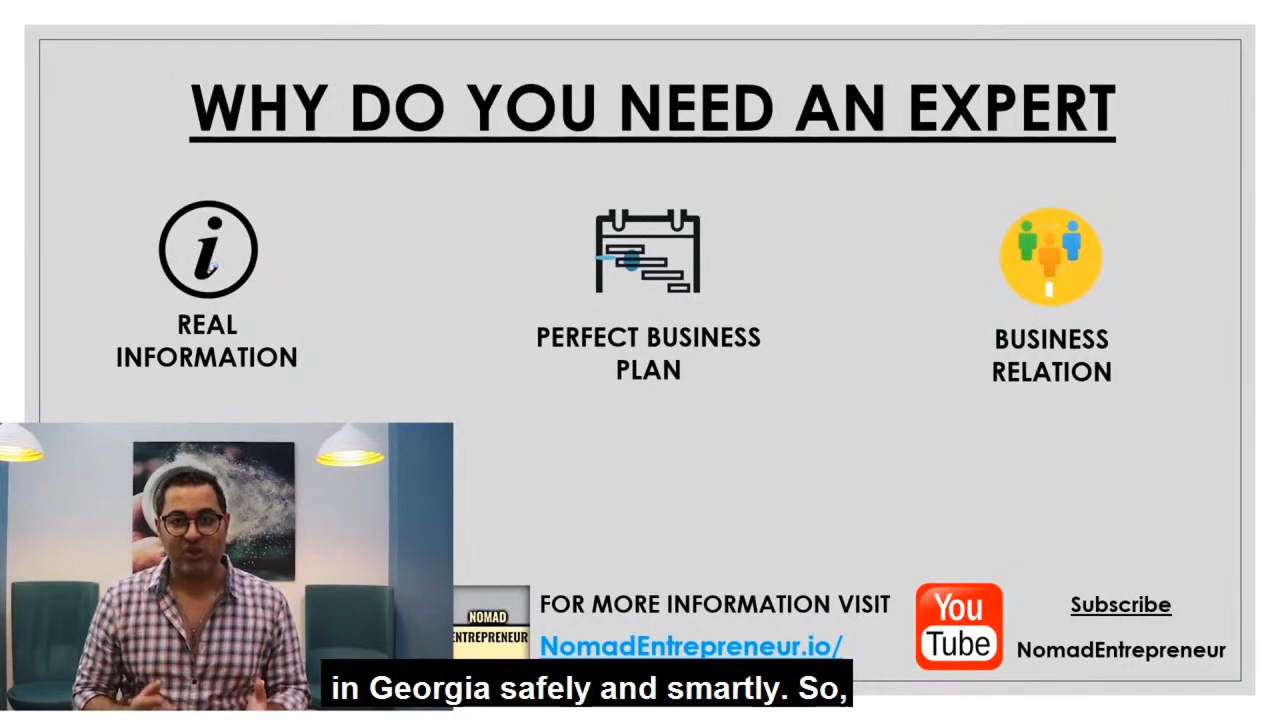 WHY DO YOU NEED AN EXPERT
REAL
INFORMATION
PERFECT BUSINESS
PLAN
BUSINESS
RELATION
NOMAD
ENTREPRENEUR
FOR MORE INFORMATION VISIT
NomadEntrepreneur.io/
You
Tube
Subscribe
NomadEntrepreneur
in Georgia safely and smartly. So,